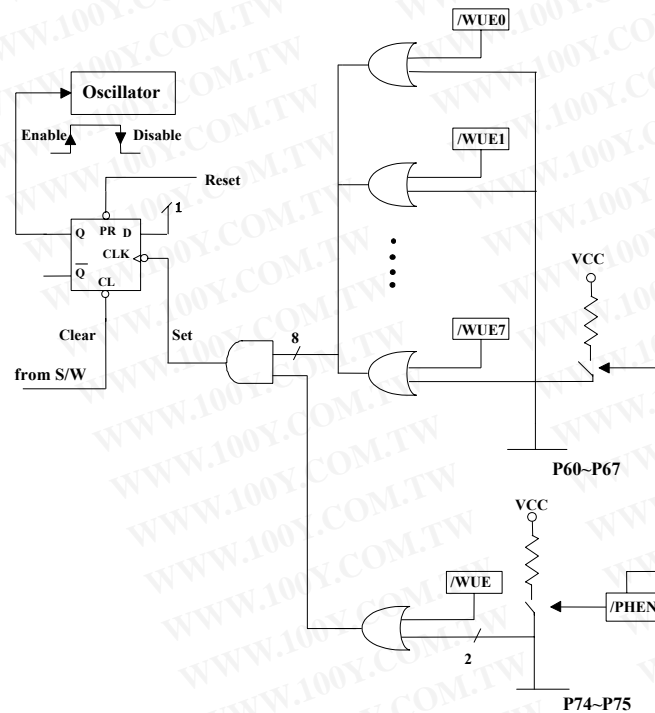 /WUE0
Oscillator
Enable
Disable
/WUE1
Reset
1
Q
PR
D
CLK
Q
CL
VCC
Clear
Set
8
/WUE7
from S/W
P60~P67
VCC
/WUE
/PHEN
2
P74~P75
WWW.100Y.COM.TW